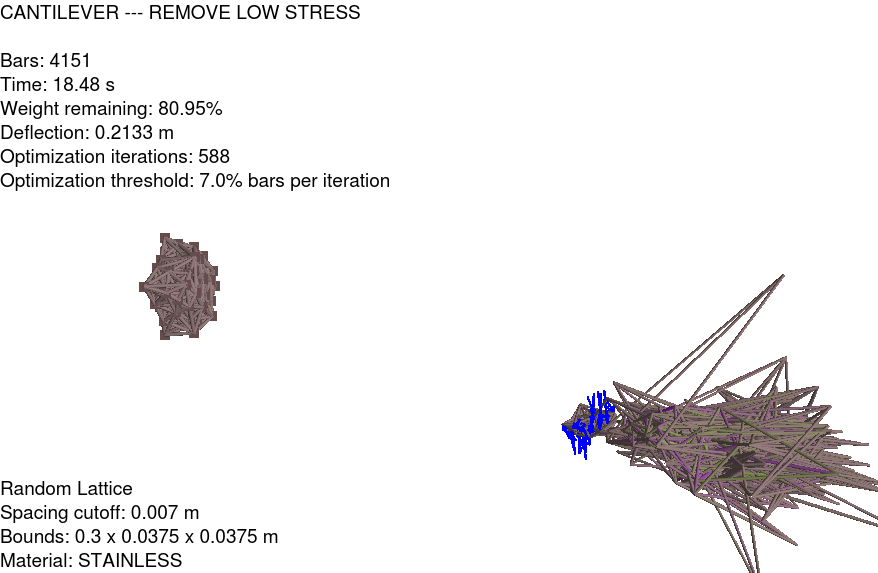 CANTILEVER --- REMOVE LOW STRESS
Bars: 4151
Time: 18.48 s
Weight remaining: 80.95%
Deflection: 0.2133 m
Optimization iterations: 588
Optimization threshold: 7.0% bars per iteration
Random Lattice
Spacing cutoff: 0.007 m
Bounds: 0.3 x 0.0375 x 0.0375 m
Material: STAINLESS